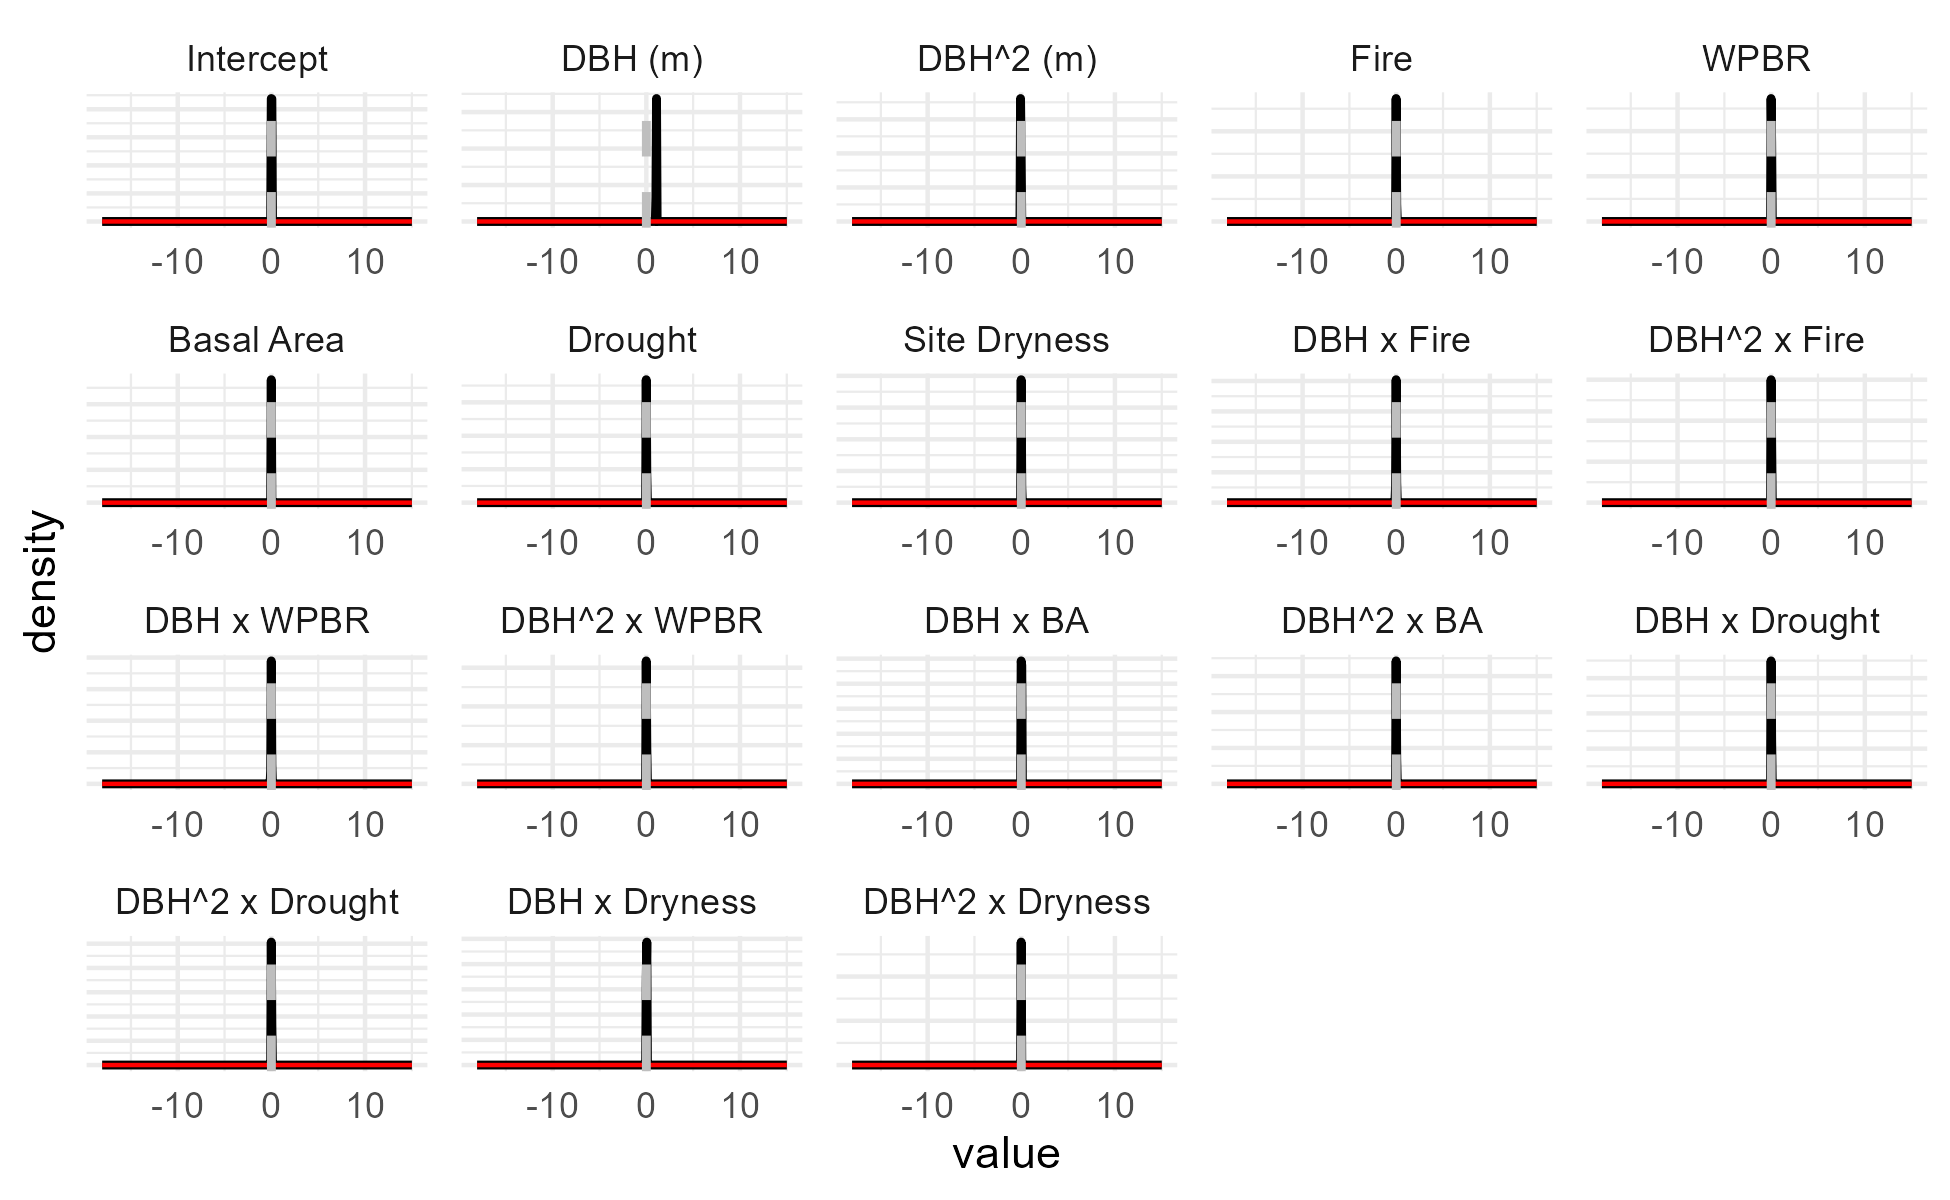 Intercept DBH (m) DBH^2 (m) Fire WPBR
-10 0 10 -10 0 10 -10 0 10 -10 0 10 -10 0 10
Basal Area Drought Site Dryness DBH x Fire DBH^2 x Fire
-10 0 10 -10 0 10 -10 0 10 -10 0 10 -10 0 10
density
DBH x WPBR DBH^2 x WPBR DBH x BA DBH^2 x BA DBH x Drought
-10 0 10 -10 0 10 -10 0 10 -10 0 10 -10 0 10
DBH^2 x Drought DBH x Dryness DBH^2 x Dryness
-10 0 10 -10 0 10 -10 0 10
value